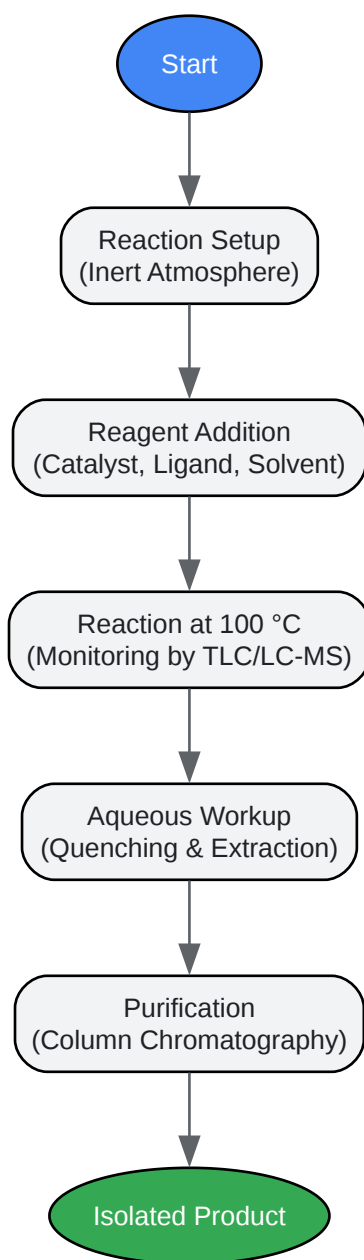 Start
Reaction Setup
(Inert Atmosphere)
Reagent Addition
(Catalyst, Ligand, Solvent)
Reaction at 100 °C
(Monitoring by TLC/LC-MS)
Aqueous Workup
(Quenching & Extraction)
Purification
(Column Chromatography)
Isolated Product